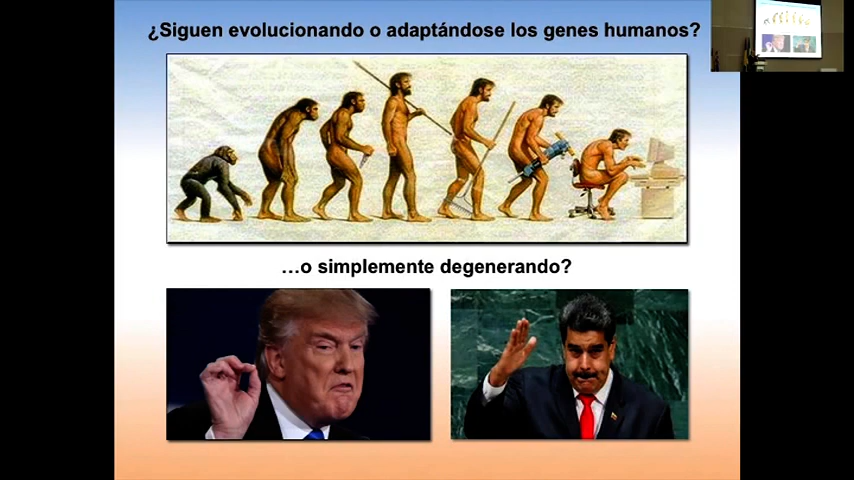 ¿Siguen evolucionando o adaptándose los genes humanos?
…o simplemente degenerando?